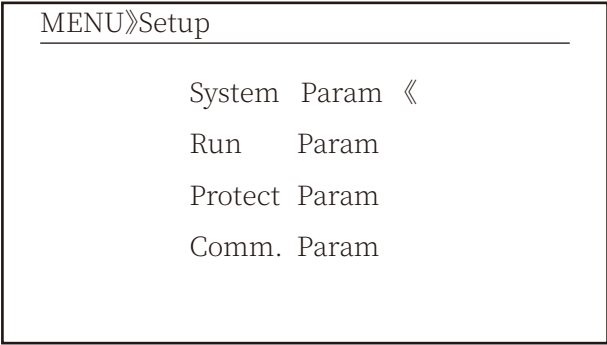 MENU》Setup
System Param 《
Run Param
Protect Param
Comm. Param